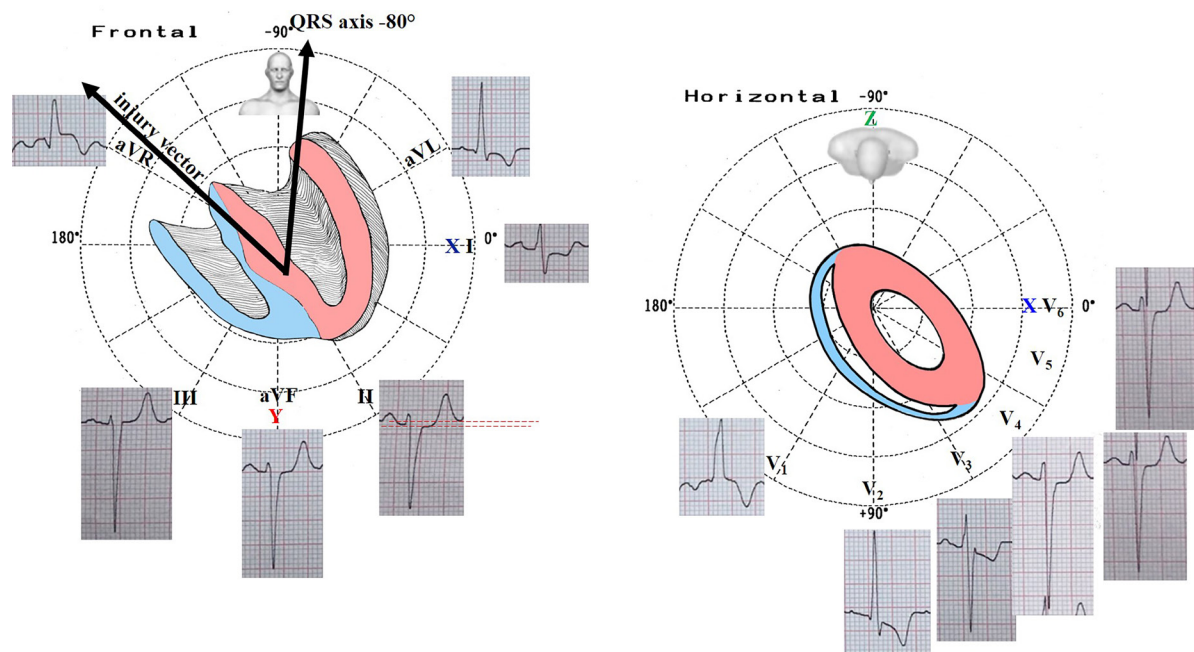 Frontal
QRS axis -80°
-90°
injury vector
aVR
aVL
180°
X I 0°
III
aVF
II
Y
Horizontal
-90°
Z
180°
X V6 0°
V5
V4
V3
V1
V2
+90°